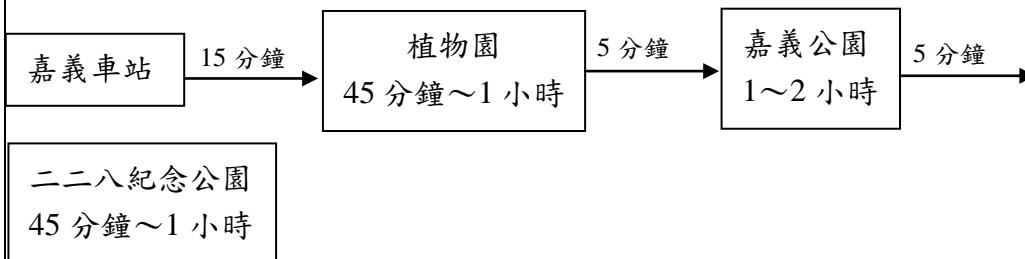 嘉義車站
15 分鐘
植物園
45 分鐘～1 小時
5 分鐘
嘉義公園
1～2 小時
5 分鐘
二二八紀念公園
45 分鐘～1 小時